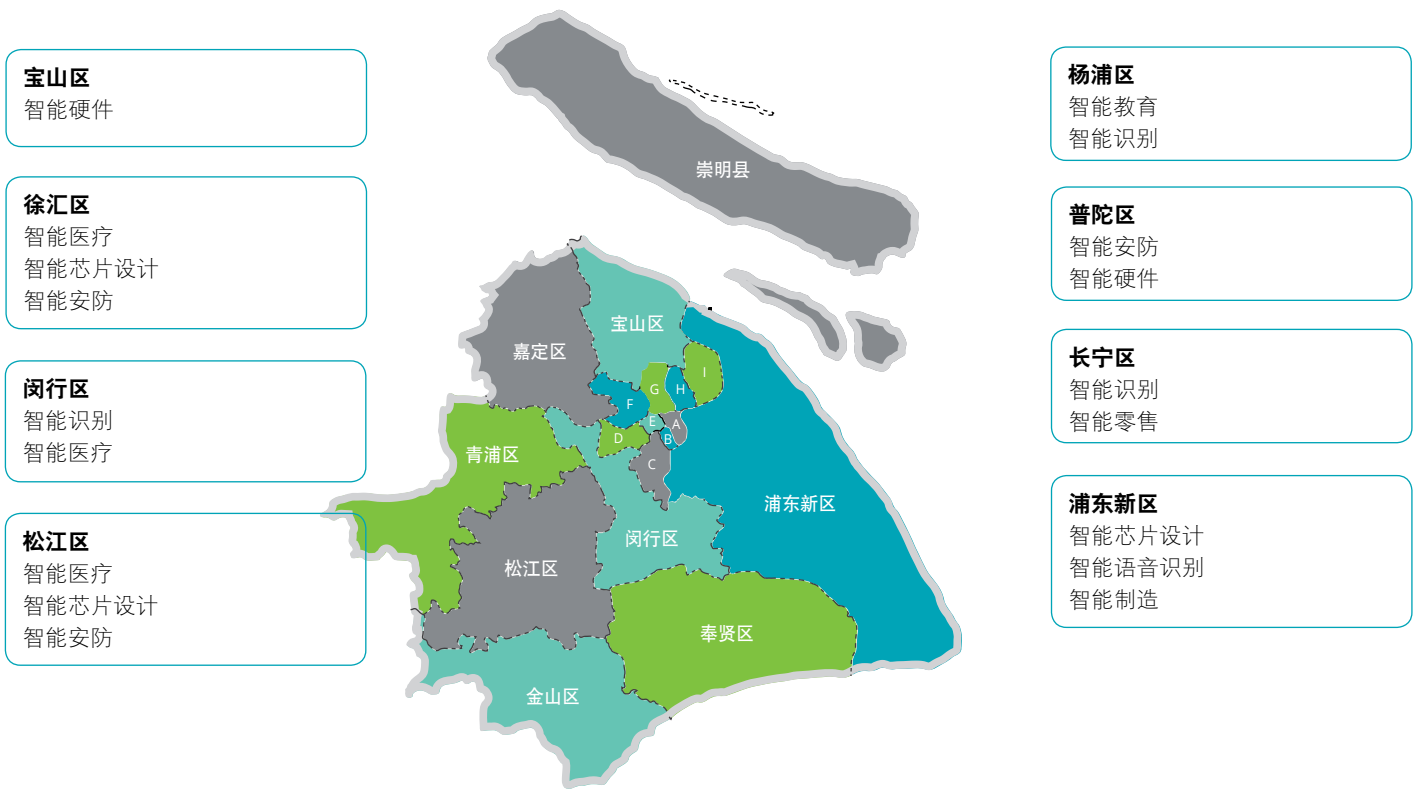 宝山区
智能硬件
徐汇区
智能医疗
智能芯片设计
智能安防
闵行区
智能识别
智能医疗
松江区
智能医疗
智能芯片设计
智能安防
崇明县
宝山区
嘉定区
I
G
H
F
E
A
D
B
C
青浦区
浦东新区
闵行区
松江区
奉贤区
金山区
杨浦区
智能教育
智能识别
普陀区
智能安防
智能硬件
长宁区
智能识别
智能零售
浦东新区
智能芯片设计
智能语音识别
智能制造